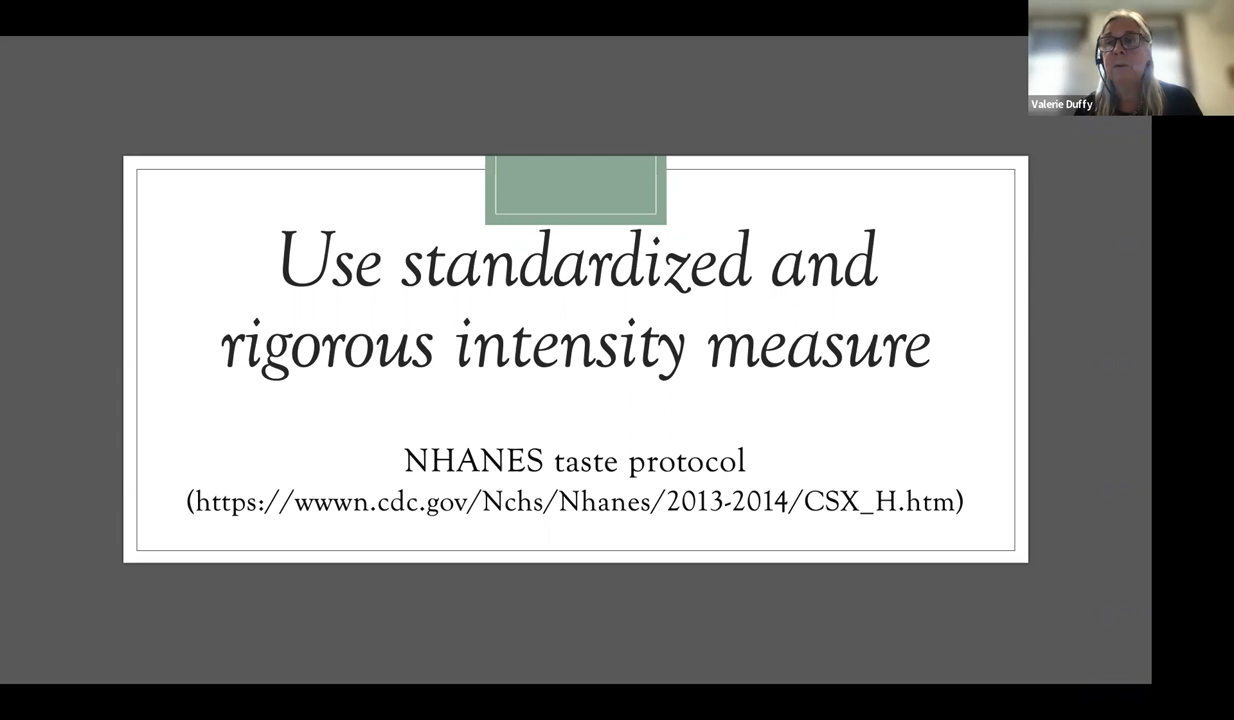 Valerie Duffy
Use standardized and
rigorous intensity measure
NHANES taste protocol
(https://wwwn.cdc.gov/Nchs/Nhanes/2013-2014/CSX_H.htm)